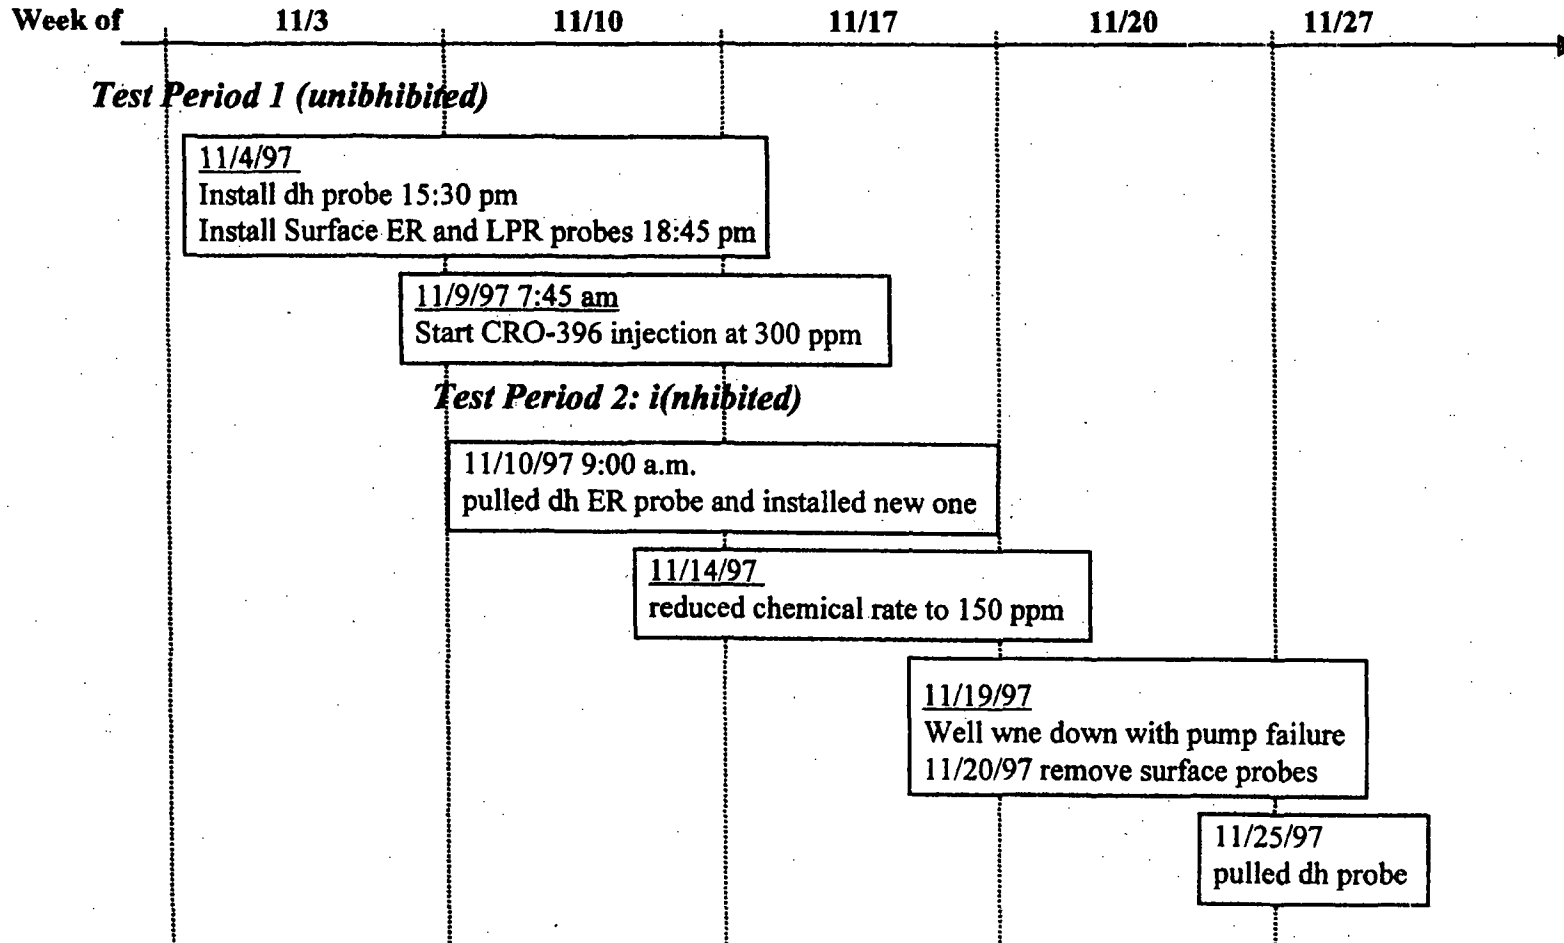 Week of 11/3 11/10 11/17 11/20 11/27
Test Period 1 (unibhibited)
11/4/97
Install dh probe 15:30 pm
Install Surface ER and LPR probes 18:45 pm
11/9/97 7:45 am
Start CRO-396 injection at 300 ppm
Test Period 2: i(nhibited)
11/10/97 9:00 a.m.
pulled dh ER probe and installed new one
11/14/97
reduced chemical rate to 150 ppm
11/19/97
Well wne down with pump failure
11/20/97 remove surface probes
11/25/97
pulled dh probe